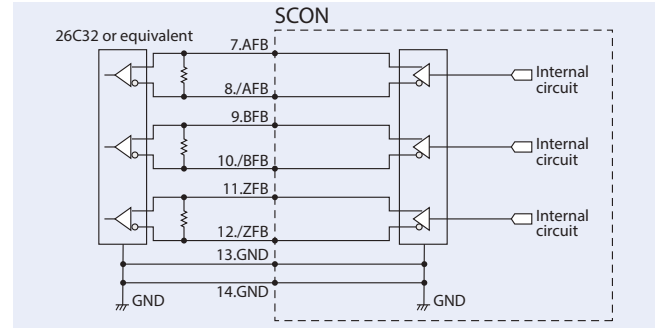 SCON
26C32 or equivalent
7.AFB
8./AFB
Internal
circuit
9.BFB
10./BFB
Internal
circuit
11.ZFB
12./ZFB
Internal
circuit
13.GND
14.GND
GND
GND